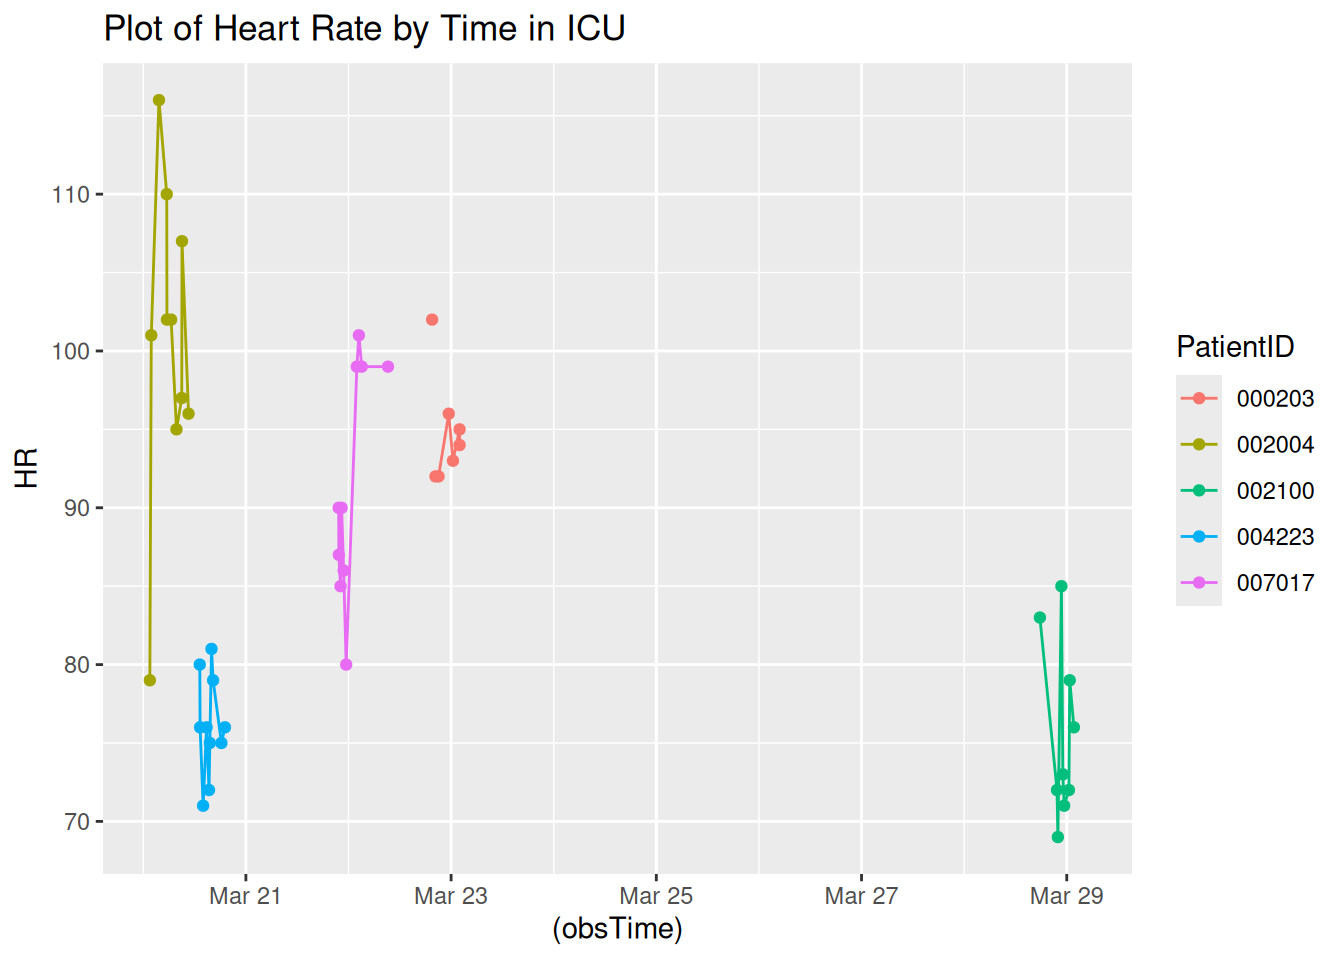 Plot of Heart Rate by Time in ICU
110
100
90
80
70
HR
Mar 21
Mar 23
Mar 25
Mar 27
Mar 29
(obsTime)
PatientID
000203
002004
002100
004223
007017